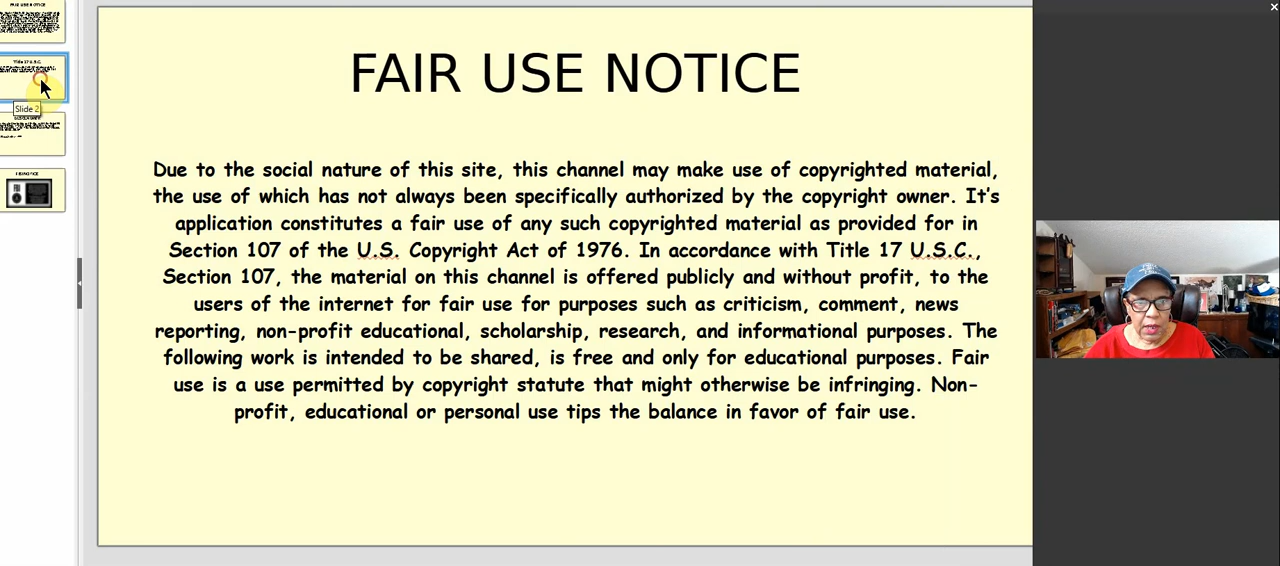 FAIR USE NOTICE
Title 17 U.S.C.
Slide 2
FAIR USE NOTICE
Due to the social nature of this site, this channel may make use of copyrighted material,
the use of which has not always been specifically authorized by the copyright owner. It's
application constitutes a fair use of any such copyrighted material as provided for in
Section 107 of the U.S. Copyright Act of 1976. In accordance with Title 17 U.S.C.,
Section 107, the material on this channel is offered publicly and without profit, to the
users of the internet for fair use for purposes such as criticism, comment, news
reporting, non-profit educational, scholarship, research, and informational purposes. The
following work is intended to be shared, is free and only for educational purposes. Fair
use is a use permitted by copyright statute that might otherwise be infringing. Non-
profit, educational or personal use tips the balance in favor of fair use.